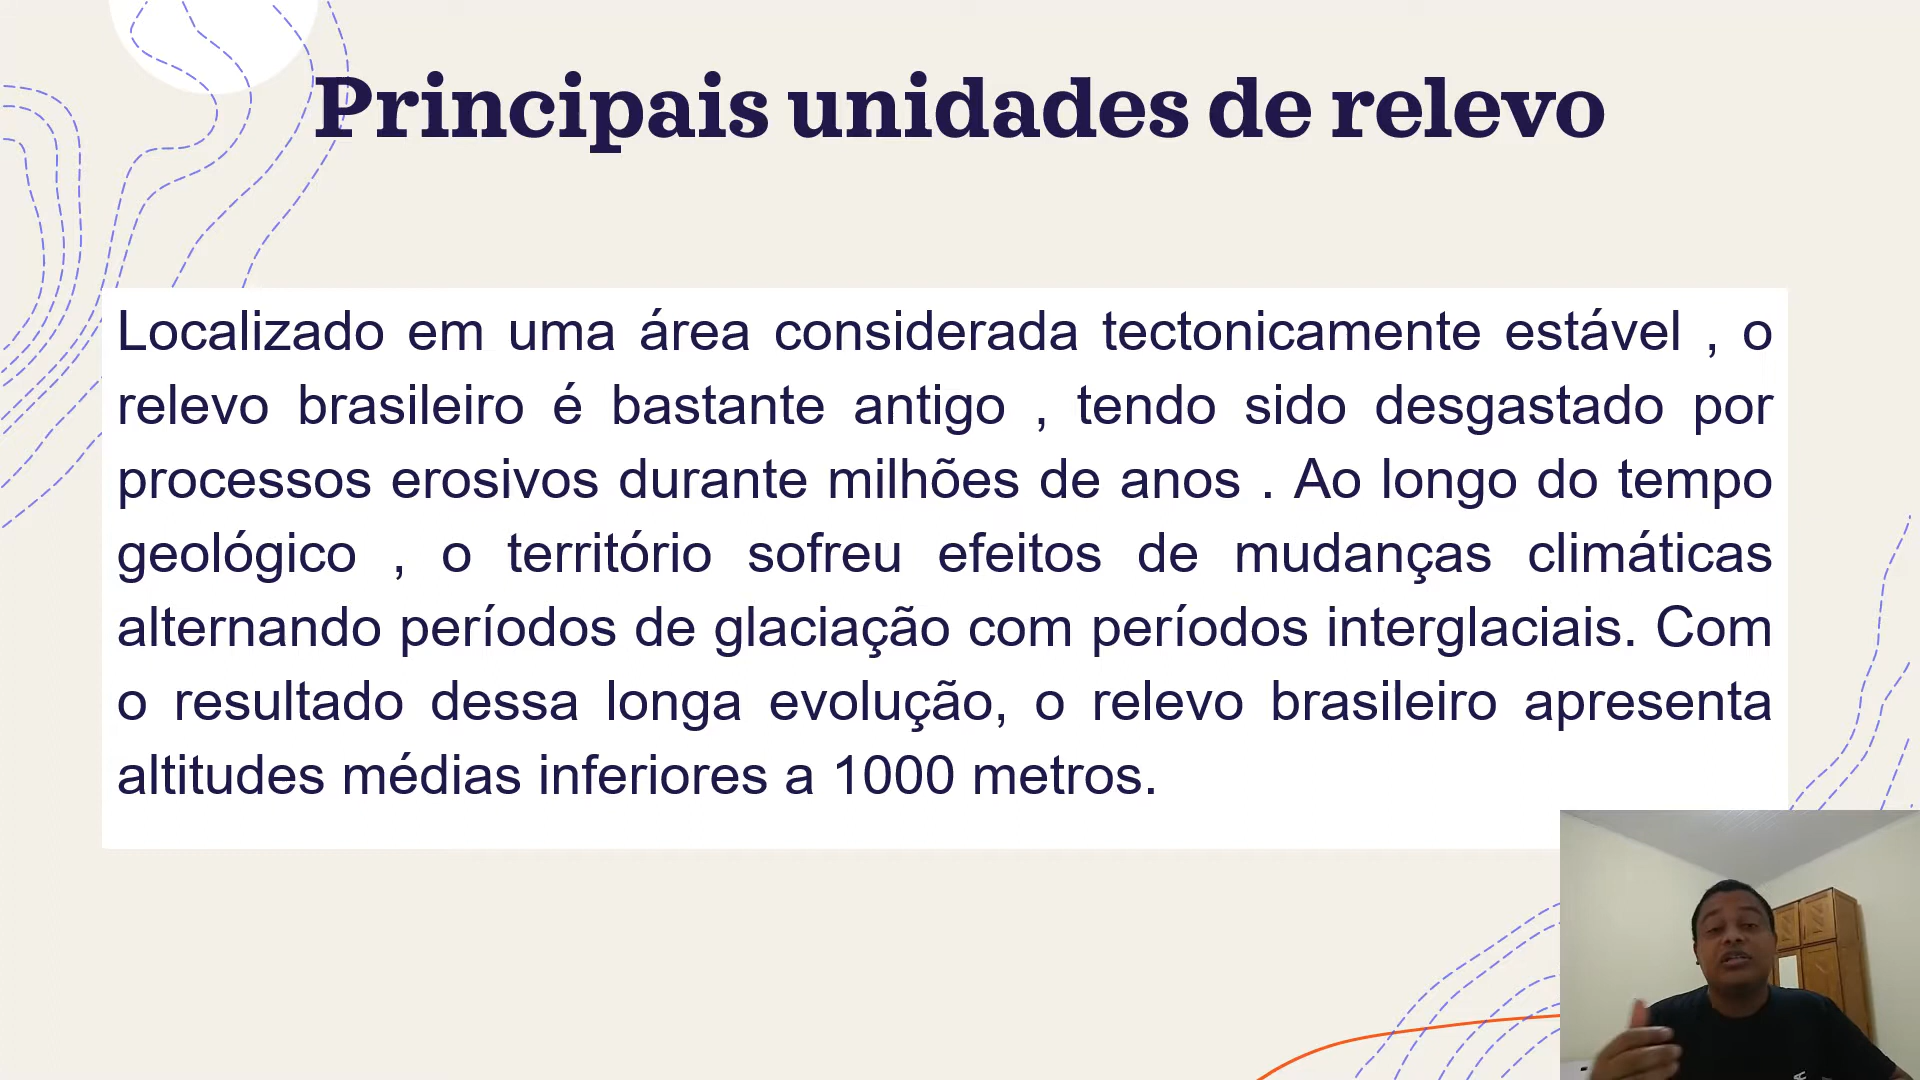 Principais unidades de relevo
Localizado em uma área considerada tectonicamente estável , o
relevo brasileiro é bastante antigo , tendo sido desgastado por
processos erosivos durante milhões de anos . Ao longo do tempo
geológico , o território sofreu efeitos de mudanças climáticas
alternando períodos de glaciação com períodos interglaciais. Com
o resultado dessa longa evolução, o relevo brasileiro apresenta
altitudes médias inferiores a 1000 metros.